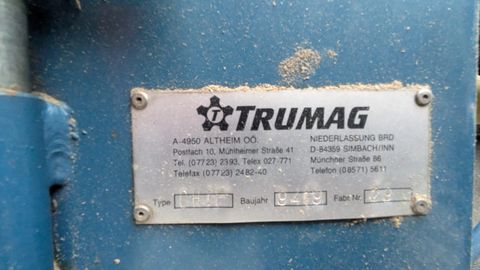 T TRUMAG
A-4950 ALTHEIM OÖ.
Postfach 10, Mühlheimer Straße 41
Tel. (07723) 2393, Telex 027-771
Telefax (07723) 2482-40
NIEDERLASSUNG BRD
D-84359 SIMBACH/INN
Münchner Straße 86
Telefon (08571) 5611
Type Baujahr Fabr. Nr.